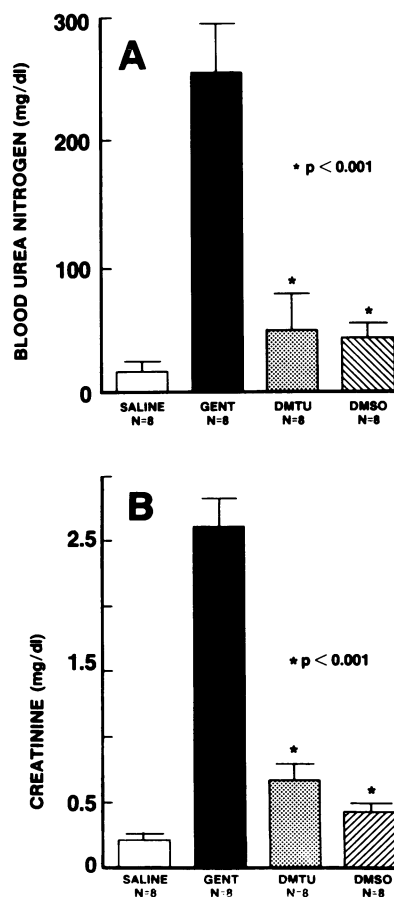 A
BLOOD UREA NITROGEN (mg/dl)
300
200
100
0
* p < 0.001
*
*
SALINE GENT DMTU DMSO
N=8 N=8 N=8 N=8
B
CREATININE (mg/dl)
2.5
1.5
0.5
0
* p < 0.001
*
*
SALINE GENT DMTU DMSO
N=8 N=8 N=8 N=8